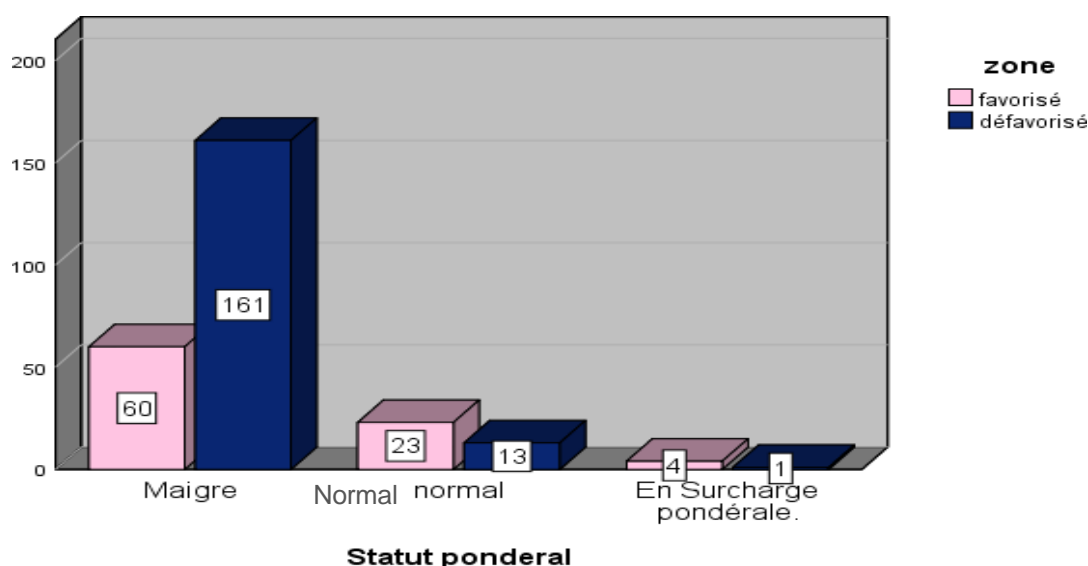 200
zone
favorisé
défavorisé
150
100
161
50
60
23
13
4
1
0
Maigre
Normal normal
En Surcharge
pondérale.
Statut ponderal